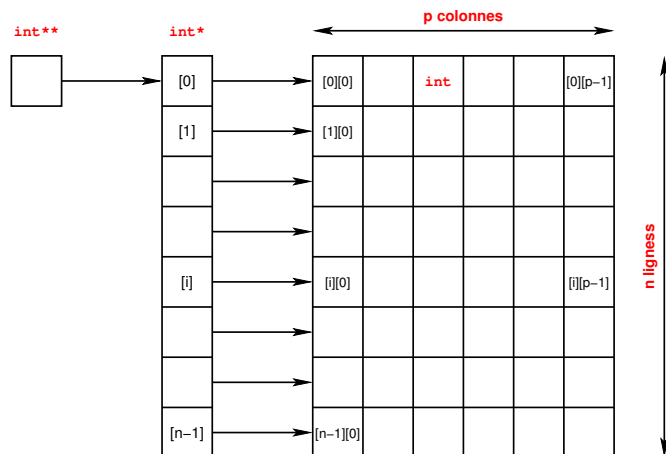 p colonnes
int** int*
[0] [0][0] int [0][p−1]
[1] [1][0]
n ligness
[i] [i][0] [i][p−1]
[n−1] [n−1][0]